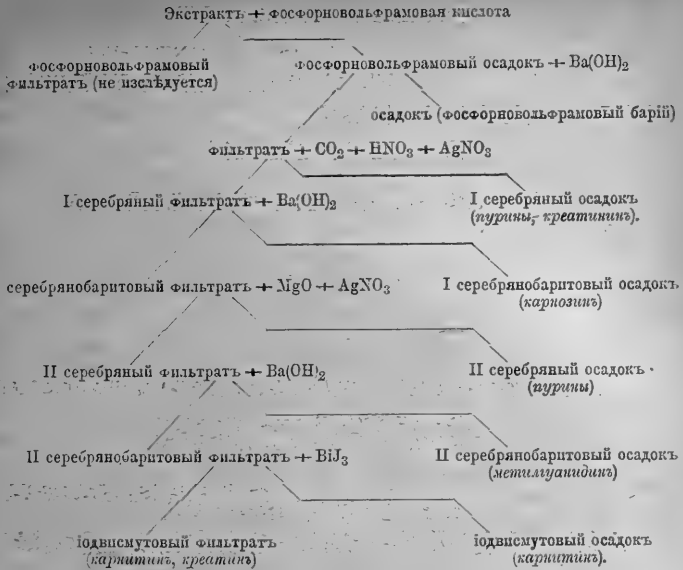 Экстрактъ + фосфорновольфрамовая кислота
фосфорновольфрамовый осадокъ + Ba(OH)2
фосфорновольфрамовый
фильтратъ (не изслѣдуется)
осадокъ (фосфорновольфрамовый барій)
фильтратъ + CO2 + HNO3 + AgNO3
I серебряный фильтратъ + Ba(OH)2
I серебряный осадокъ
(пурины, креатининъ).
серебрянобаритовый фильтратъ + MgO + AgNO3
I серебрянобаритовый осадокъ
(карнозинъ)
II серебряный фильтратъ + Ba(OH)2
II серебряный осадокъ
(пурины)
II серебрянобаритовый фильтратъ + BiJ3
II серебрянобаритовый осадокъ
(метилгуанидинъ)
іодвисмутовый фильтратъ
(карнитинъ, креатинъ)
іодвисмутовый осадокъ
(карнитинъ).